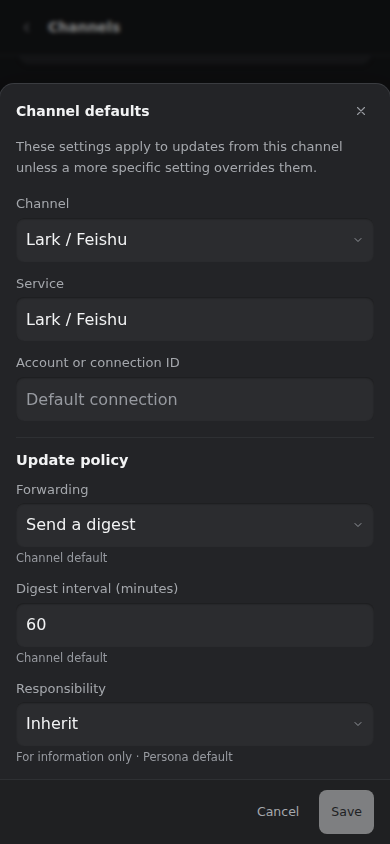 Channels
Channel defaults
These settings apply to updates from this channel
unless a more specific setting overrides them.
Channel
Lark / Feishu
Service
Lark / Feishu
Account or connection ID
Default connection
Update policy
Forwarding
Send a digest
Channel default
Digest interval (minutes)
60
Channel default
Responsibility
Inherit
For information only · Persona default
Cancel
Save